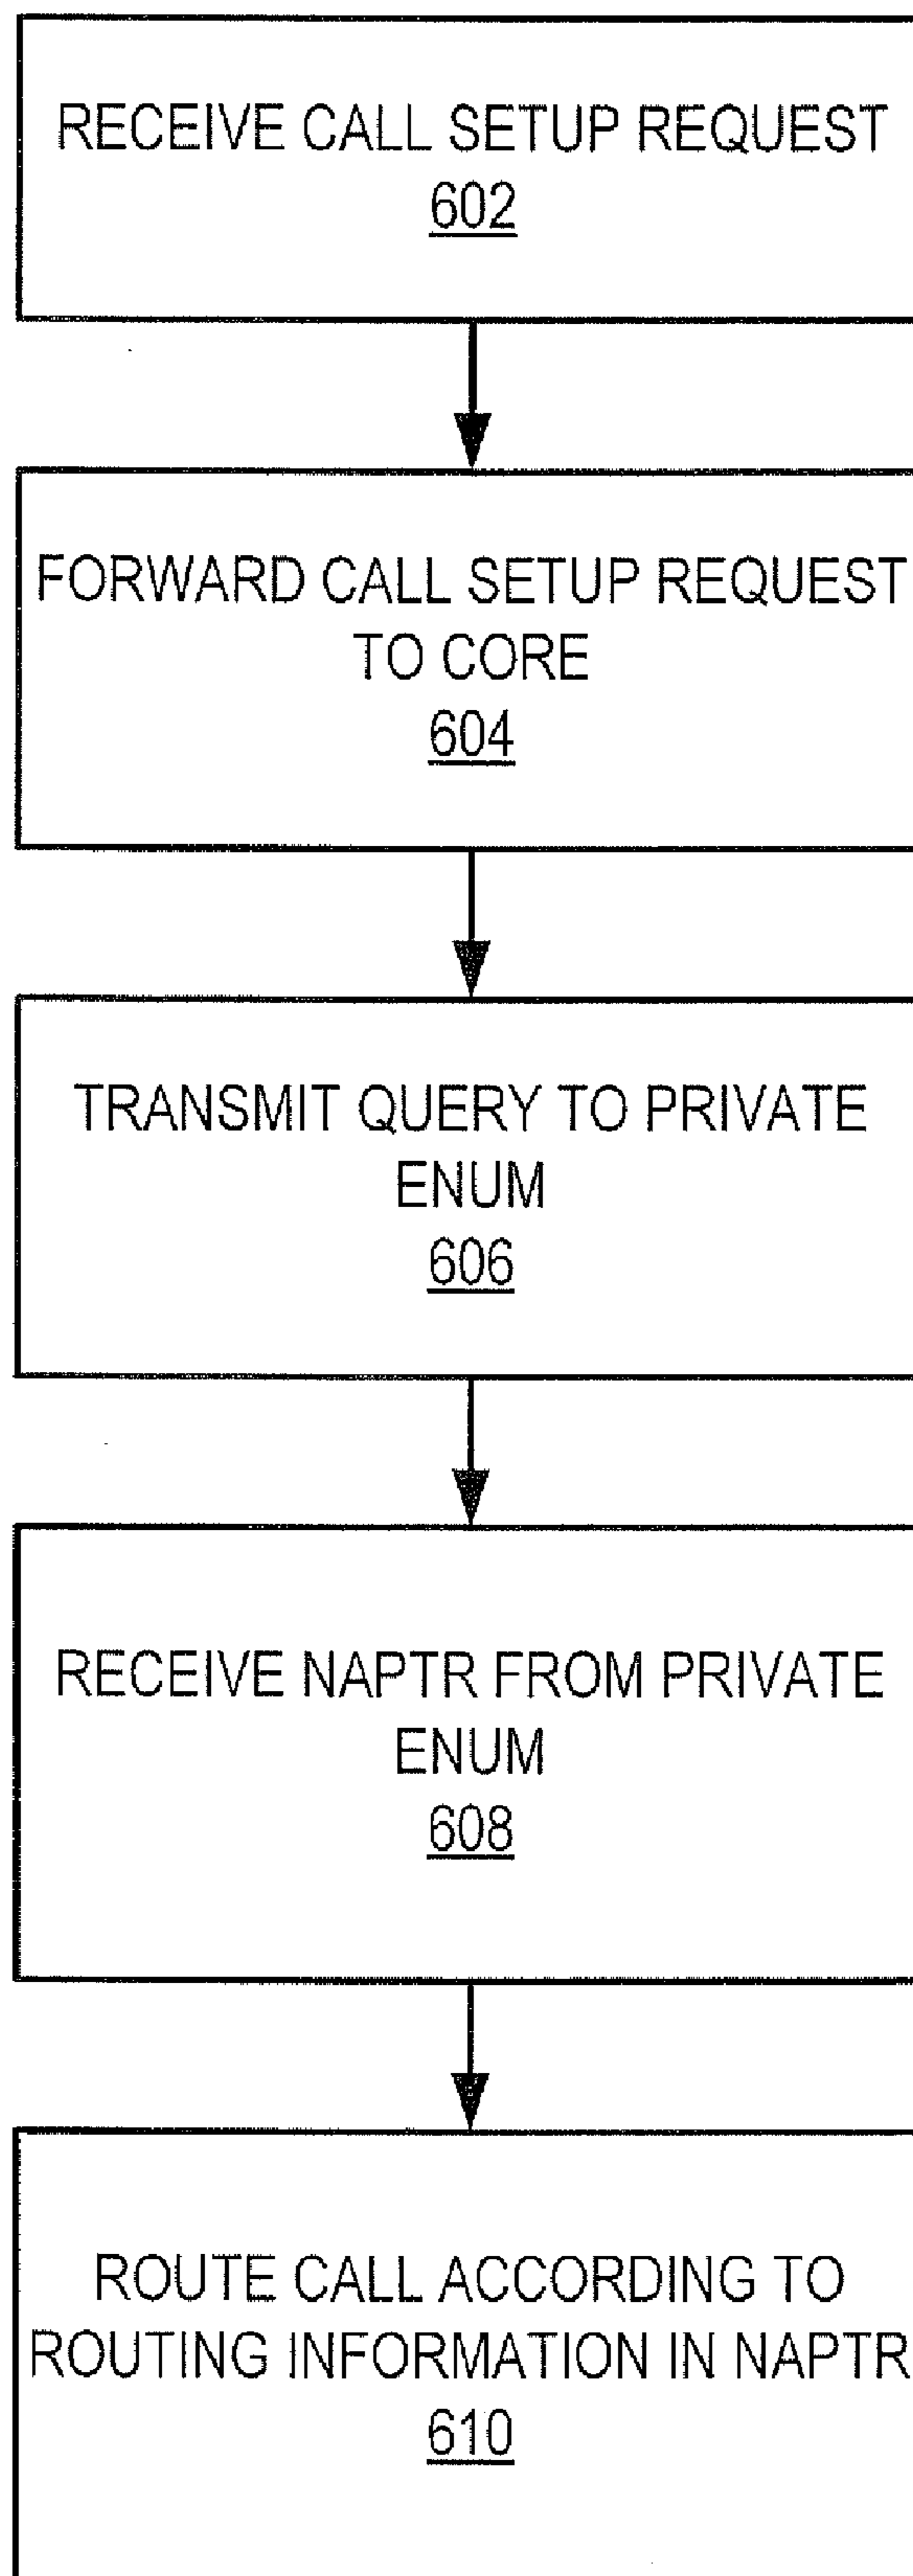 RECEIVE CALL SETUP REQUEST
602
FORWARD CALL SETUP REQUEST
TO CORE
604
TRANSMIT QUERY TO PRIVATE
ENUM
606
RECEIVE NAPTR FROM PRIVATE
ENUM
608
ROUTE CALL ACCORDING TO
ROUTING INFORMATION IN NAPTR
610